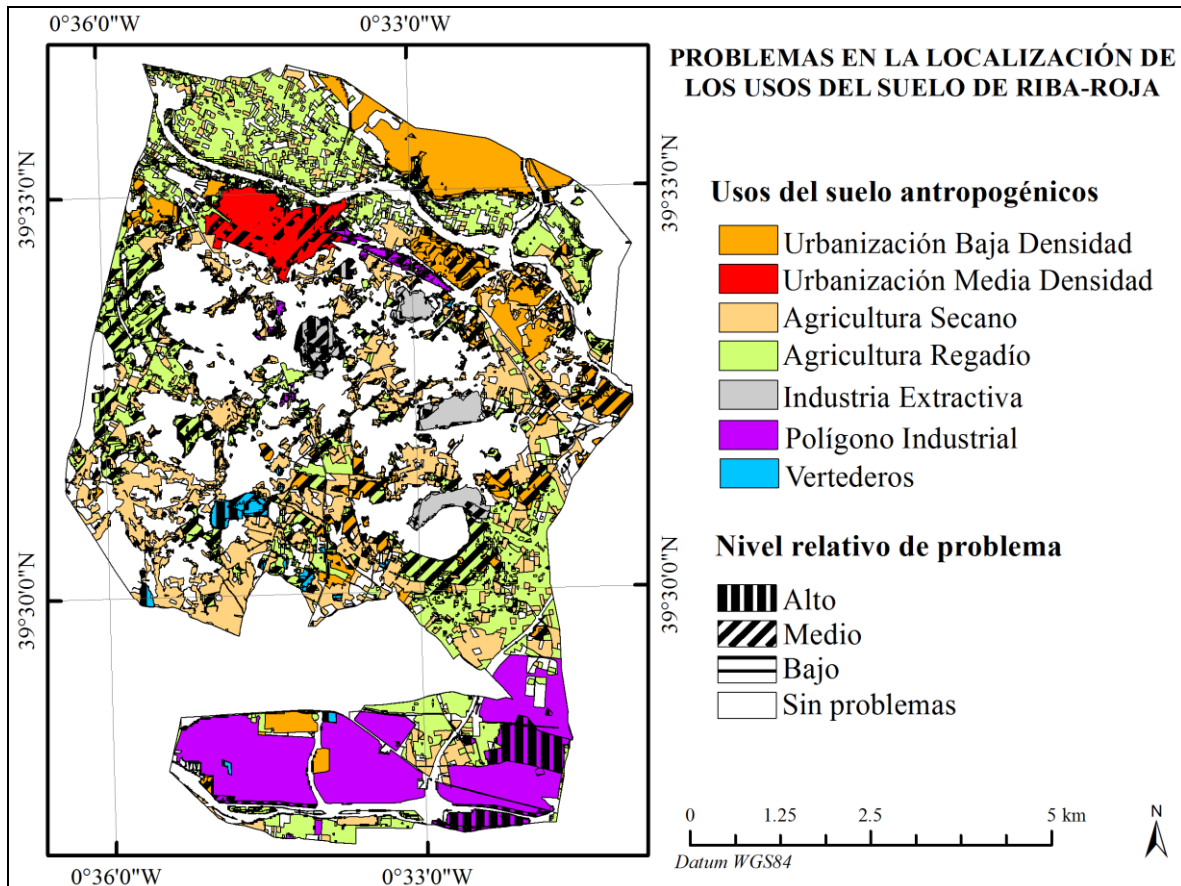 0°36'0"W
0°33'0"W
PROBLEMAS EN LA LOCALIZACIÓN DE
LOS USOS DEL SUELO DE RIBA-ROJA
39°33'0"N
39°33'0"N
Usos del suelo antropogénicos
Urbanización Baja Densidad
Urbanización Media Densidad
Agricultura Secano
Agricultura Regadío
Industria Extractiva
Polígono Industrial
Vertederos
39°30'0"N
39°30'0"N
Nivel relativo de problema
Alto
Medio
Bajo
Sin problemas
0 1.25 2.5 5 km
N
Datum WGS84
0°36'0"W
0°33'0"W